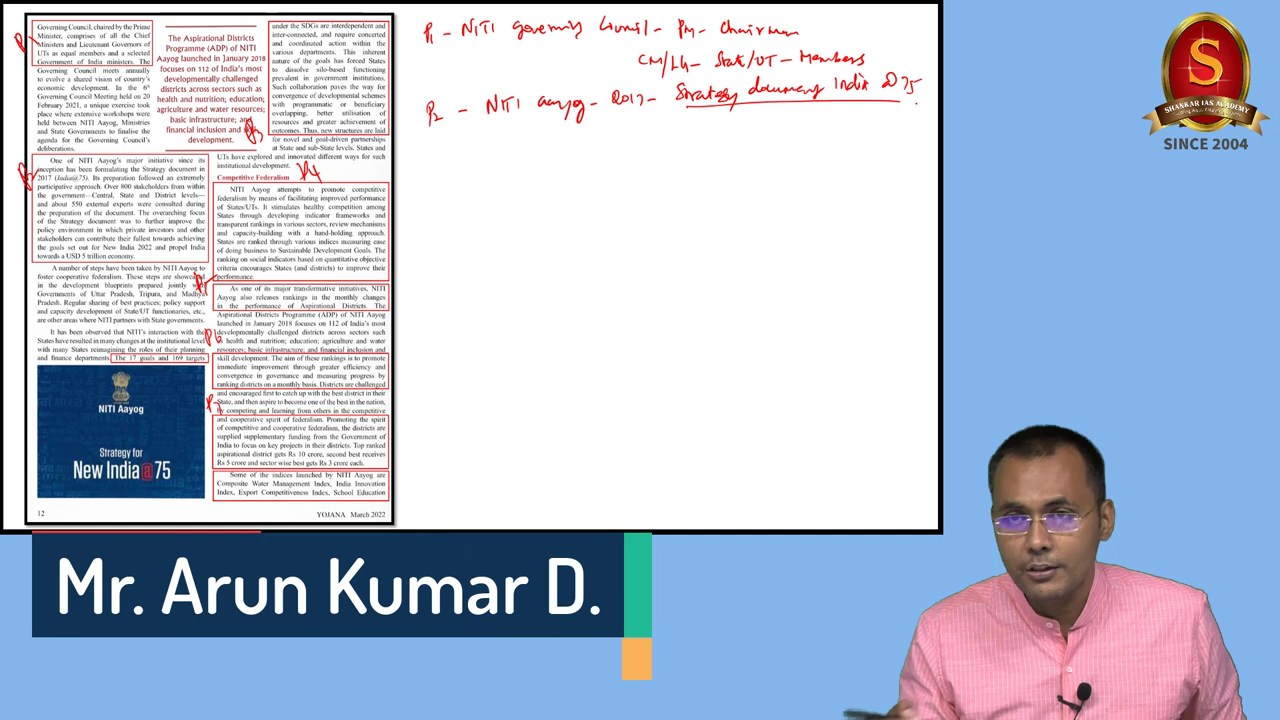 Governing Council, chaired by the Prime
Minister, comprises of all the Chief
Ministers and Lieutenant Governors of
UTs as equal members and a selected
Government of India ministers. The
Governing Council meets annually
to evolve a shared vision of country's
economic development. In the 6th
Governing Council Meeting held on 20
February 2021, a unique exercise took
place where extensive workshops were
held between NITI Aayog, Ministries
and State Governments to finalise the
agenda for the Governing Council's
deliberations.
One of NITI Aayog's major initiative since its
inception has been formulating the Strategy document in
2017 (India@75). Its preparation followed an extremely
participative approach. Over 800 stakeholders from within
the government—Central, State and District levels—
and about 550 external experts were consulted during
the preparation of the document. The overarching focus
of the Strategy document was to further improve the
policy environment in which private investors and other
stakeholders can contribute their fullest towards achieving
the goals set out for New India 2022 and propel India
towards a USD 5 trillion economy.
A number of steps have been taken by NITI Aayog to
foster cooperative federalism. These steps are showcased
in the development blueprints prepared jointly with
Governments of Uttar Pradesh, Tripura, and Madhya
Pradesh. Regular sharing of best practices; policy support
and capacity development of State/UT functionaries, etc.,
are other areas where NITI partners with State governments.
It has been observed that NITI's interaction with the
States have resulted in many changes at the institutional level
with many States reimagining the roles of their planning
and finance departments. The 17 goals and 169 targets
NITI Aayog
Strategy for
New India@75
12
The Aspirational Districts
Programme (ADP) of NITI
Aayog launched in January 2018
focuses on 112 of India's most
developmentally challenged
districts across sectors such as
health and nutrition; education;
agriculture and water resources;
basic infrastructure; and
financial inclusion and skill
development.
under the SDGs are interdependent and
inter-connected, and require concerted
and coordinated action within the
various departments. This inherent
nature of the goals has forced States
to dissolve silo-based functioning
prevalent in government institutions.
Such collaboration paves the way for
convergence of developmental schemes
with programmatic or beneficiary
overlapping, better utilisation of
resources and greater achievement of
outcomes. Thus, new structures are laid
for novel and goal-driven partnerships
at State and sub-State levels. States and
UTs have explored and innovated different ways for such
institutional development.
Competitive Federalism
NITI Aayog attempts to promote competitive
federalism by means of facilitating improved performance
of States/UTs. It stimulates healthy competition among
States through developing indicator frameworks and
transparent rankings in various sectors, review mechanisms
and capacity-building with a hand-holding approach.
States are ranked through various indices measuring ease
of doing business to Sustainable Development Goals. The
ranking on social indicators based on quantitative objective
criteria encourages States (and districts) to improve their
performance.
As one of its major transformative initiatives, NITI
Aayog also releases rankings in the monthly changes
in the performance of Aspirational Districts. The
Aspirational Districts Programme (ADP) of NITI Aayog
launched in January 2018 focuses on 112 of India's most
developmentally challenged districts across sectors such
as health and nutrition; education; agriculture and water
resources; basic infrastructure; and financial inclusion and
skill development. The aim of these rankings is to promote
immediate improvement through greater efficiency and
convergence in governance and measuring progress by
ranking districts on a monthly basis. Districts are challenged
and encouraged first to catch up with the best district in their
State, and then aspire to become one of the best in the nation,
by competing and learning from others in the competitive
and cooperative spirit of federalism. Promoting the spirit
of competitive and cooperative federalism, the districts are
supplied supplementary funding from the Government of
India to focus on key projects in their districts. Top ranked
aspirational district gets Rs 10 crore, second best receives
Rs 5 crore and sector wise best gets Rs 3 crore each.
Some of the indices launched by NITI Aayog are
Composite Water Management Index, India Innovation
Index, Export Competitiveness Index, School Education
YOJANA March 2022
P1 - NITI governing Council - PM - Chairman
CM/LG - State/UT - Members
P2 - NITI aayog - 2017 - Strategy document India @ 75
S
SHANKAR IAS ACADEMY
SINCE 2004
Mr. Arun Kumar D.